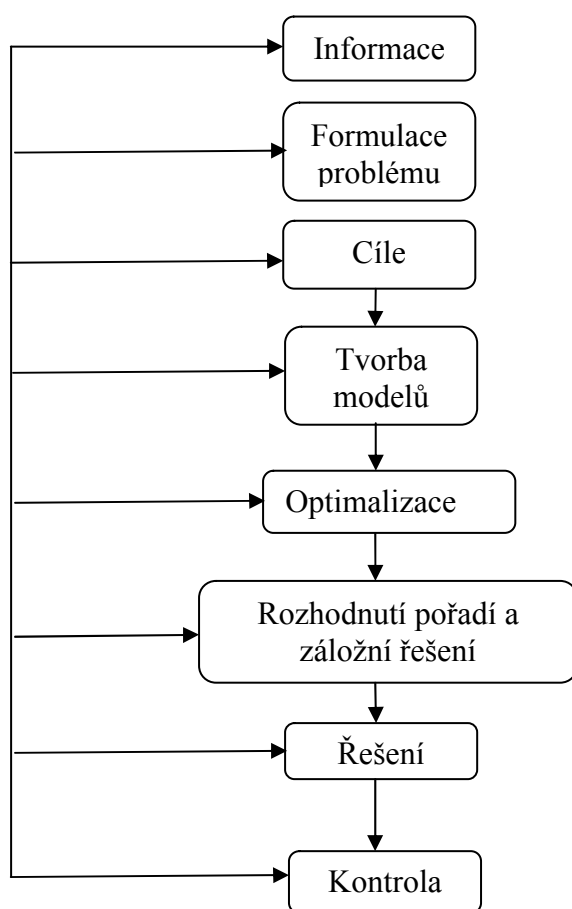 Informace
Formulace
problému
Cíle
Tvorba
modelů
Optimalizace
Rozhodnutí pořadí a
záložní řešení
Řešení
Kontrola